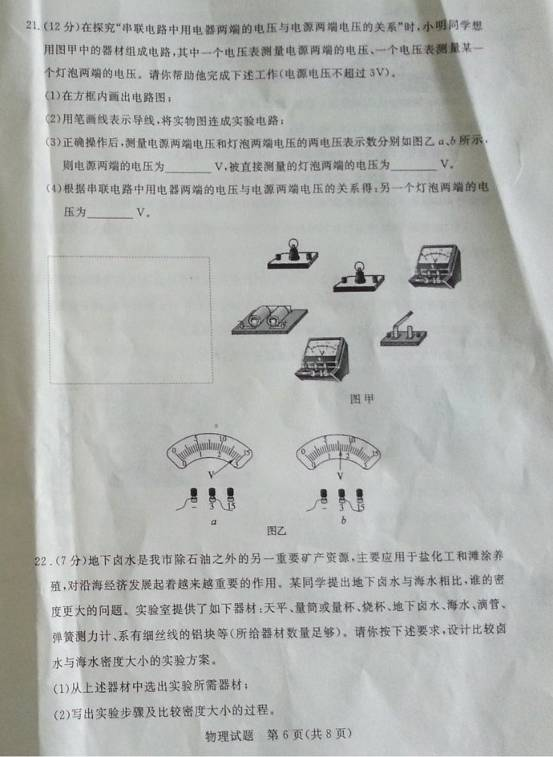 21.(12分)在探究“串联电路中用电器两端的电压与电源两端电压的关系”时,小明同学想
用图甲中的器材组成电路,其中一个电压表测量电源两端的电压、一个电压表测量某一
个灯泡两端的电压。请你帮助他完成下述工作(电源电压不超过3V)。
(1)在方框内画出电路图;
(2)用笔画线表示导线,将实物图连成实验电路;
(3)正确操作后,测量电源两端电压和灯泡两端电压的两电压表示数分别如图乙a、b所示,
则电源两端的电压为________V,被直接测量的灯泡两端的电压为________V。
(4)根据串联电路中用电器两端的电压与电源两端电压的关系得:另一个灯泡两端的电
压为________V。
图甲
0 5 10 15
V
- 3 15
a
0 5 10 15
V
- 3 15
b
图乙
22.(7分)地下卤水是我市除石油之外的另一重要矿产资源,主要应用于盐化工和滩涂养
殖,对沿海经济发展起着越来越重要的作用。某同学提出地下卤水与海水相比,谁的密
度更大的问题。实验室提供了如下器材:天平、量筒或量杯、烧杯、地下卤水、海水、滴管、
弹簧测力计、系有细丝线的铝块等(所给器材数量足够)。请你按下述要求,设计比较卤
水与海水密度大小的实验方案。
(1)从上述器材中选出实验所需器材;
(2)写出实验步骤及比较密度大小的过程。
物理试题 第6页(共8页)